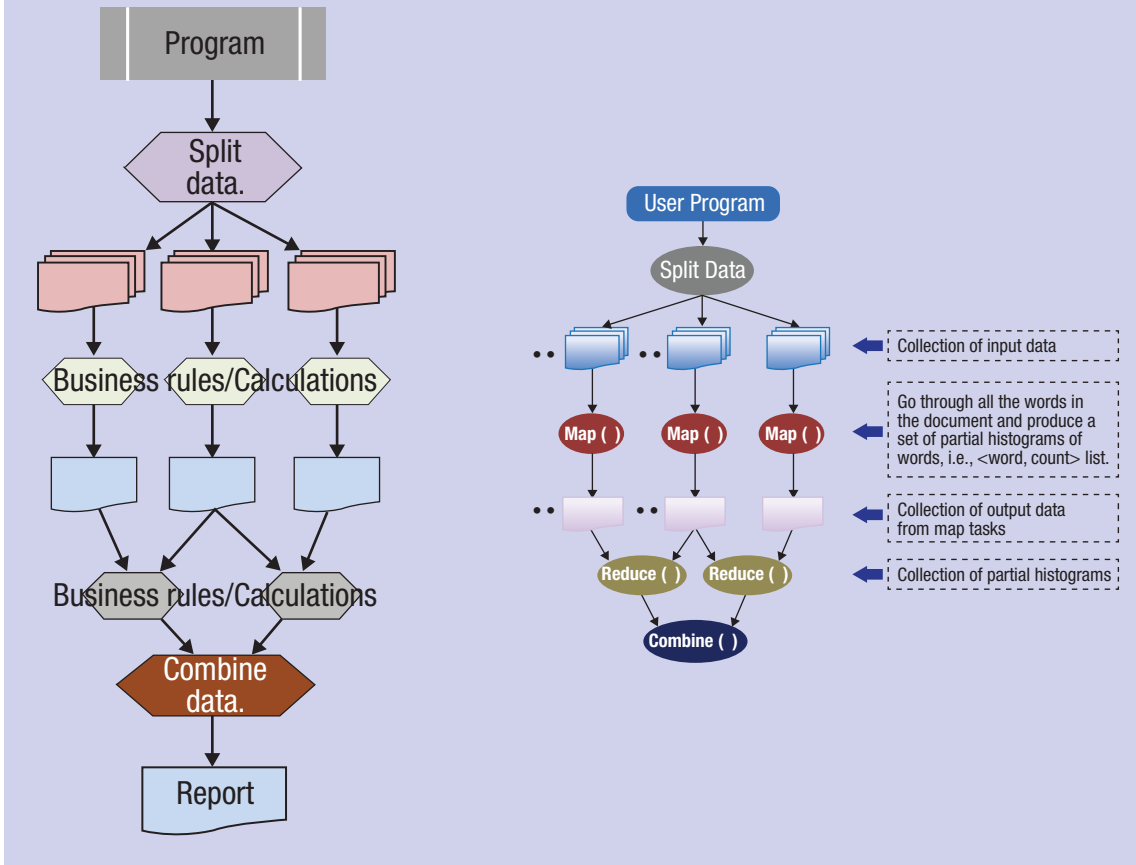 Program
Split
data.
Business rules/Calculations
Business rules/Calculations
Combine
data.
Report
User Program
Split Data
Collection of input data
Map ( )
Map ( )
Map ( )
Go through all the words in
the document and produce a
set of partial histograms of
words, i.e., <word, count> list.
Collection of output data
from map tasks
Reduce ( )
Reduce ( )
Collection of partial histograms
Combine ( )